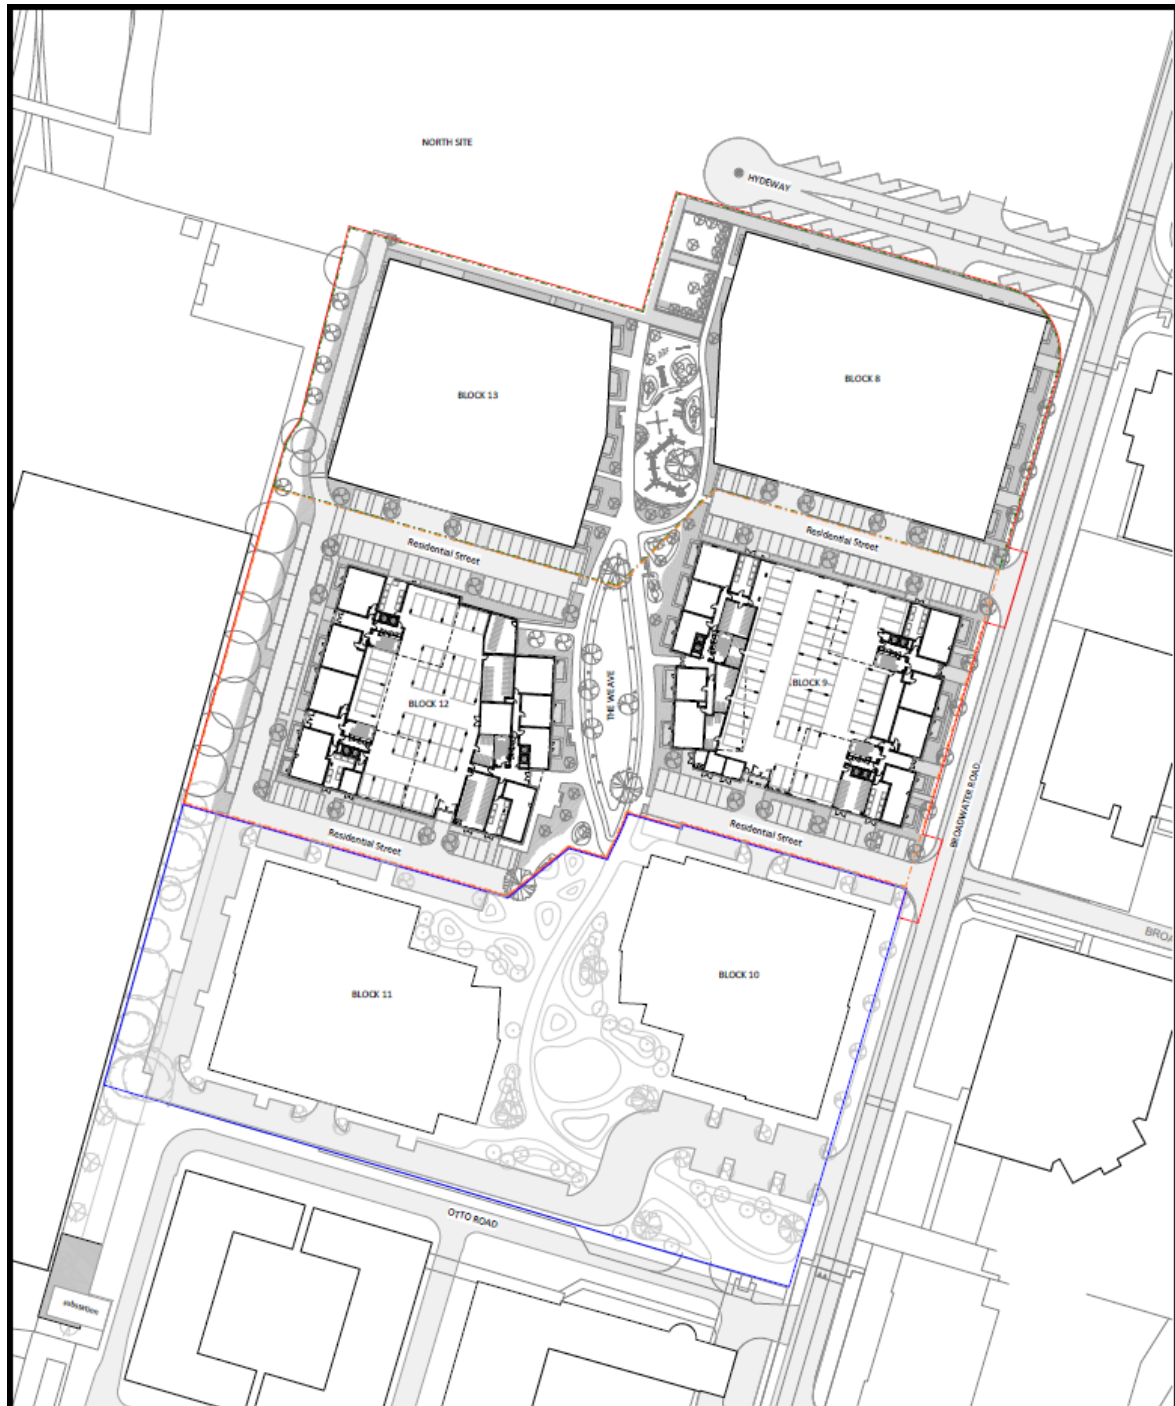 NORTH SITE
HYDEWAY
BLOCK 13
BLOCK 8
Residential Street
Residential Street
BLOCK 12
THE WEAVE
BLOCK 9
BROADWATER ROAD
Residential Street
Residential Street
BROA
BLOCK 11
BLOCK 10
OTTO ROAD